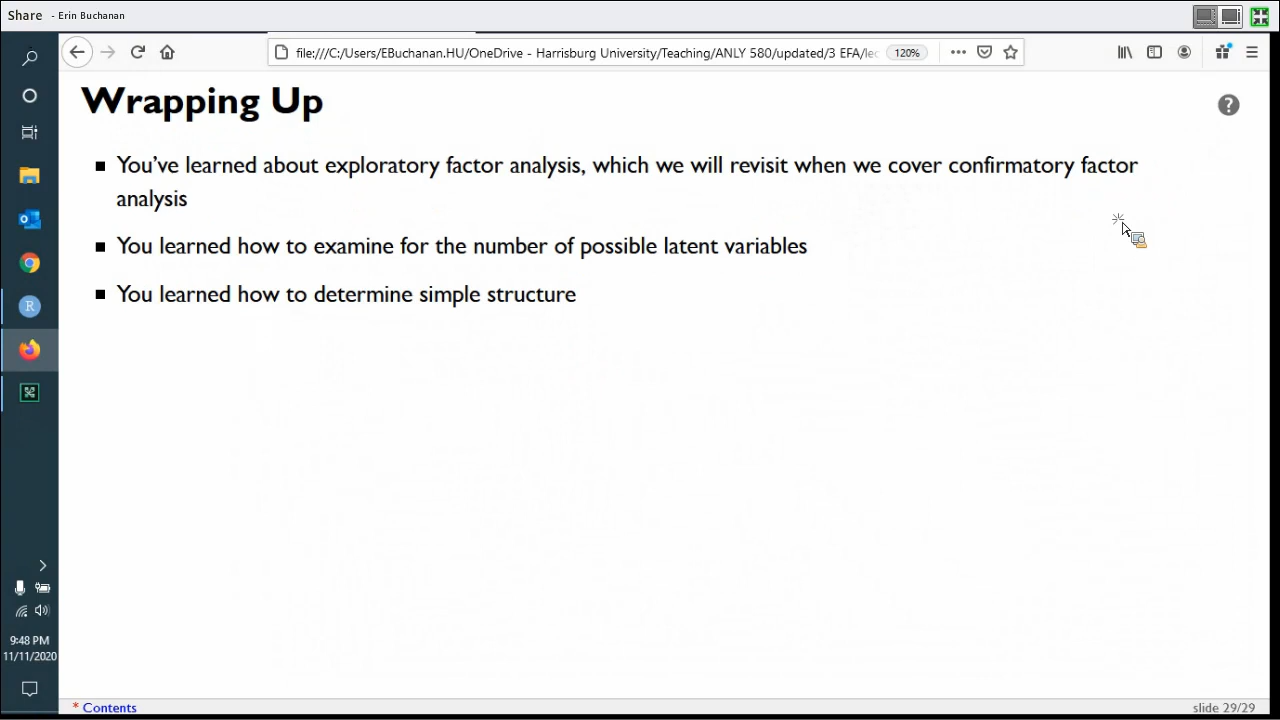 Share - Erin Buchanan
file:///C:/Users/EBuchanan.HU/OneDrive - Harrisburg University/Teaching/ANLY 580/updated/3 EFA/lec
120%
Wrapping Up
You've learned about exploratory factor analysis, which we will revisit when we cover confirmatory factor
analysis
You learned how to examine for the number of possible latent variables
You learned how to determine simple structure
9:48 PM
11/11/2020
* Contents
slide 29/29